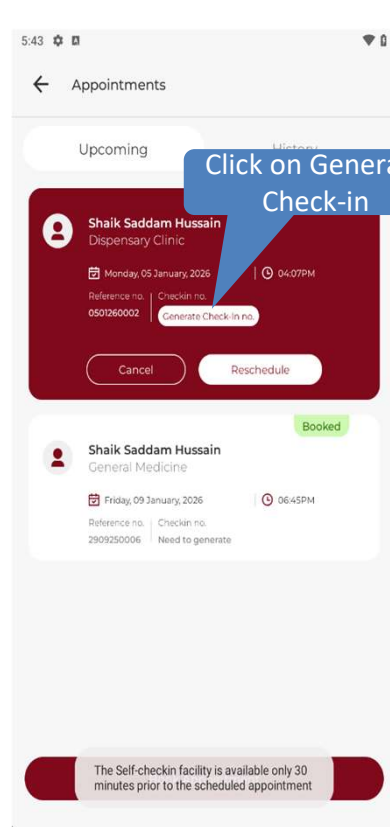 5:43
Appointments
Upcoming
Click on Genera
Check-in
Shaik Saddam Hussain
Dispensary Clinic
Monday, 05 January, 2026 04:07PM
Reference no. Checkin no.
0501260002 Generate Check-In no.
Cancel Reschedule
Booked
Shaik Saddam Hussain
General Medicine
Friday, 09 January, 2026 06:45PM
Reference no. Checkin no.
2909250006 Need to generate
The Self-checkin facility is available only 30
minutes prior to the scheduled appointment